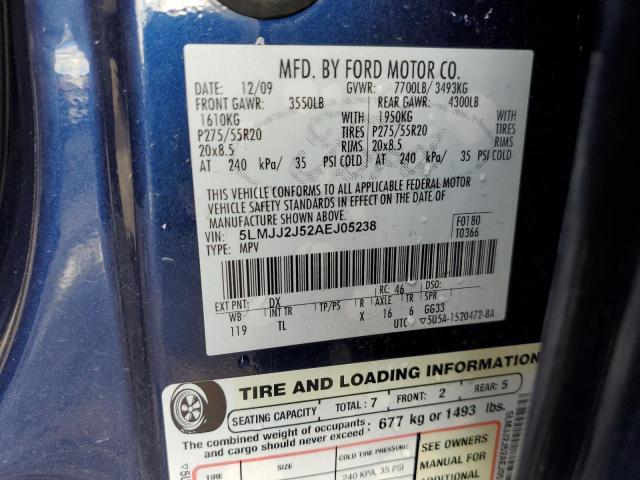 MFD. BY FORD MOTOR CO.
DATE: 12/09 GVWR: 7700LB/ 3493KG
FRONT GAWR: 3550LB REAR GAWR: 4300LB
1610KG WITH 1950KG WITH
P275/55R20 TIRES P275/55R20 TIRES
20x8.5 RIMS 20x8.5 RIMS
AT 240 kPa/ 35 PSI COLD AT 240 kPa/ 35 PSI COLD
THIS VEHICLE CONFORMS TO ALL APPLICABLE FEDERAL MOTOR
VEHICLE SAFETY STANDARDS IN EFFECT ON THE DATE OF MANUFACTURE
SHOWN ABOVE.
VIN: 5LMJJ2J52AEJ05238 F0180
TYPE: MPV T0366
EXT PNT: DX RC: 46 DSO:
WB INT TR TP/PS R AXLE TR SPR
119 TL X 16 6 GG33
UTC ▽5U5A-1520472-BA
TIRE AND LOADING INFORMATION
SEATING CAPACITY TOTAL: 7 FRONT: 2 REAR: 5
The combined weight of occupants and cargo should never exceed: 677 kg or 1493 lbs.
TIRE SIZE COLD TIRE PRESSURE SEE OWNERS
MANUAL FOR
240 KPA, 35 PSI ADDITIONAL